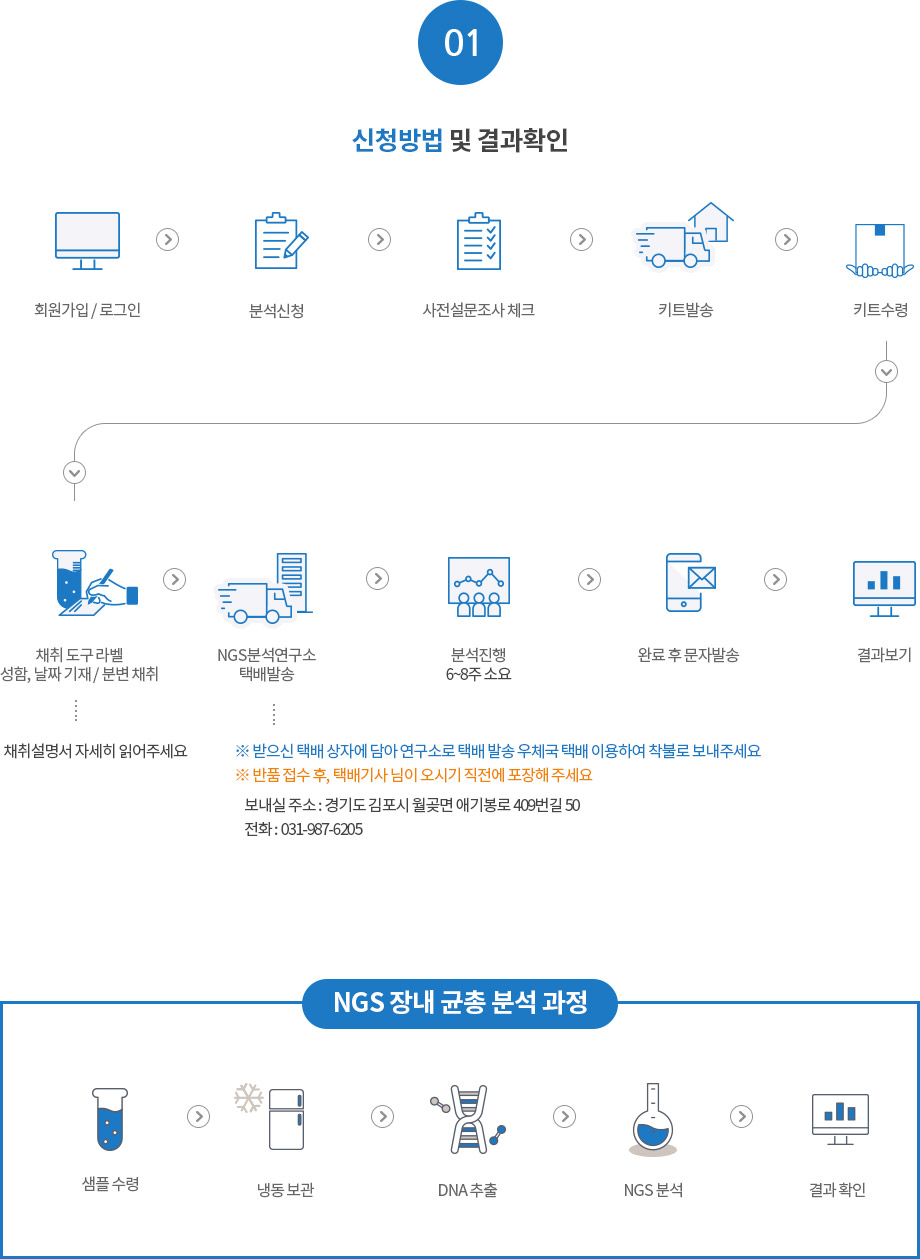 01
신청방법 및 결과확인
회원가입 / 로그인
분석신청
사전설문조사 체크
키트발송
키트수령
채취 도구 라벨
성함, 날짜 기재 / 분변 채취
NGS분석연구소
택배발송
분석진행
6~8주 소요
완료 후 문자발송
결과보기
채취설명서 자세히 읽어주세요
※ 받으신 택배 상자에 담아 연구소로 택배 발송 우체국 택배 이용하여 착불로 보내주세요
※ 반품 접수 후, 택배기사 님이 오시기 직전에 포장해 주세요
보내실 주소 : 경기도 김포시 월곶면 애기봉로 409번길 50
전화 : 031-987-6205
NGS 장내 균총 분석 과정
샘플 수령
냉동 보관
DNA 추출
NGS 분석
결과 확인